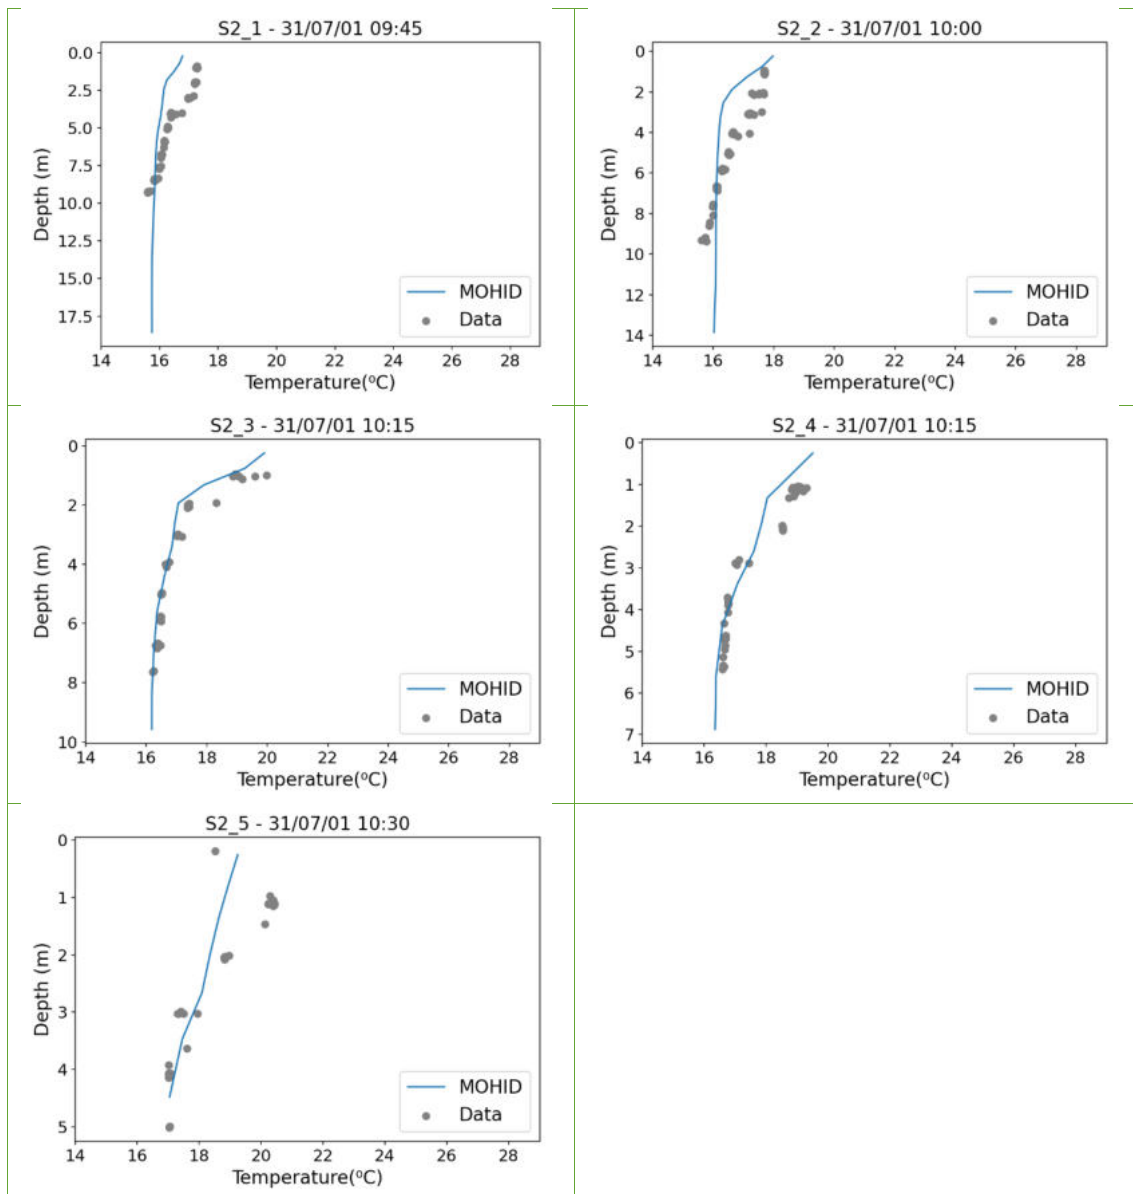 S2_1 - 31/07/01 09:45
0.0
2.5
5.0
7.5
10.0
12.5
15.0
17.5
Depth (m)
MOHID
Data
14 16 18 20 22 24 26 28
Temperature(ºC)
S2_2 - 31/07/01 10:00
0
2
4
6
8
10
12
14
Depth (m)
MOHID
Data
14 16 18 20 22 24 26 28
Temperature(ºC)
S2_3 - 31/07/01 10:15
0
2
4
6
8
10
Depth (m)
MOHID
Data
14 16 18 20 22 24 26 28
Temperature(ºC)
S2_4 - 31/07/01 10:15
0
1
2
3
4
5
6
7
Depth (m)
MOHID
Data
14 16 18 20 22 24 26 28
Temperature(ºC)
S2_5 - 31/07/01 10:30
0
1
2
3
4
5
Depth (m)
MOHID
Data
14 16 18 20 22 24 26 28
Temperature(ºC)